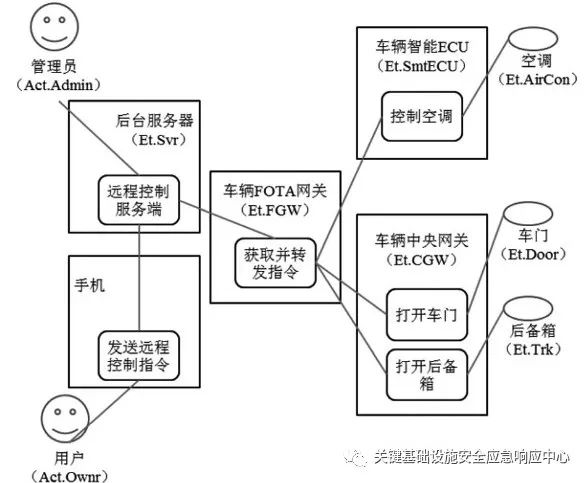 管理员
（Act.Admin）
后台服务器
（Et.Svr）
远程控制
服务端
手机
发送远程
控制指令
用户
（Act.Ownr）
车辆FOTA网关
（Et.FGW）
获取并转
发指令
车辆智能ECU
（Et.SmtECU）
控制空调
空调
（Et.AirCon）
车辆中央网关
（Et.CGW）
打开车门
打开后备
箱
车门
（Et.Door）
后备箱
（Et.Trk）
关键基础设施安全应急响应中心